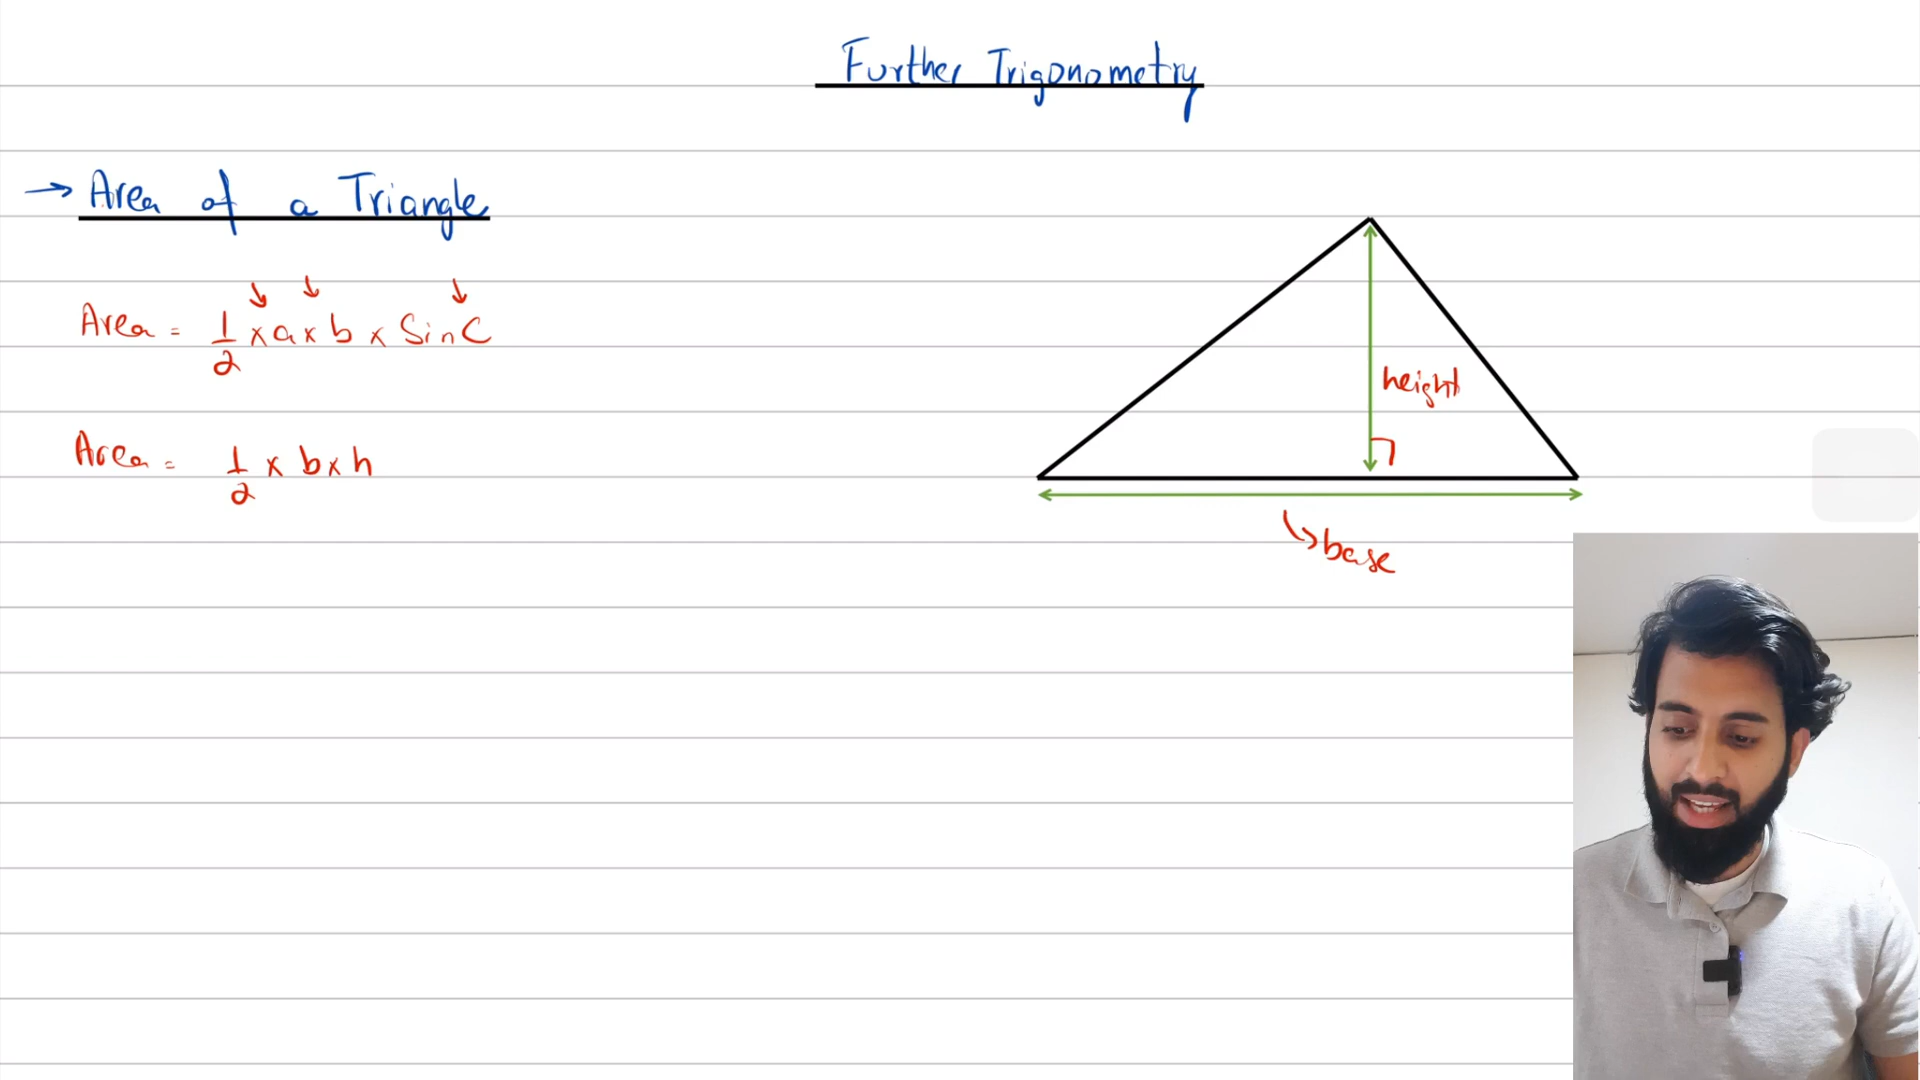 Further Trigonometry
→ Area of a Triangle
Area = 1/2 × a × b × Sin C
Area = 1/2 × b × h
height
base